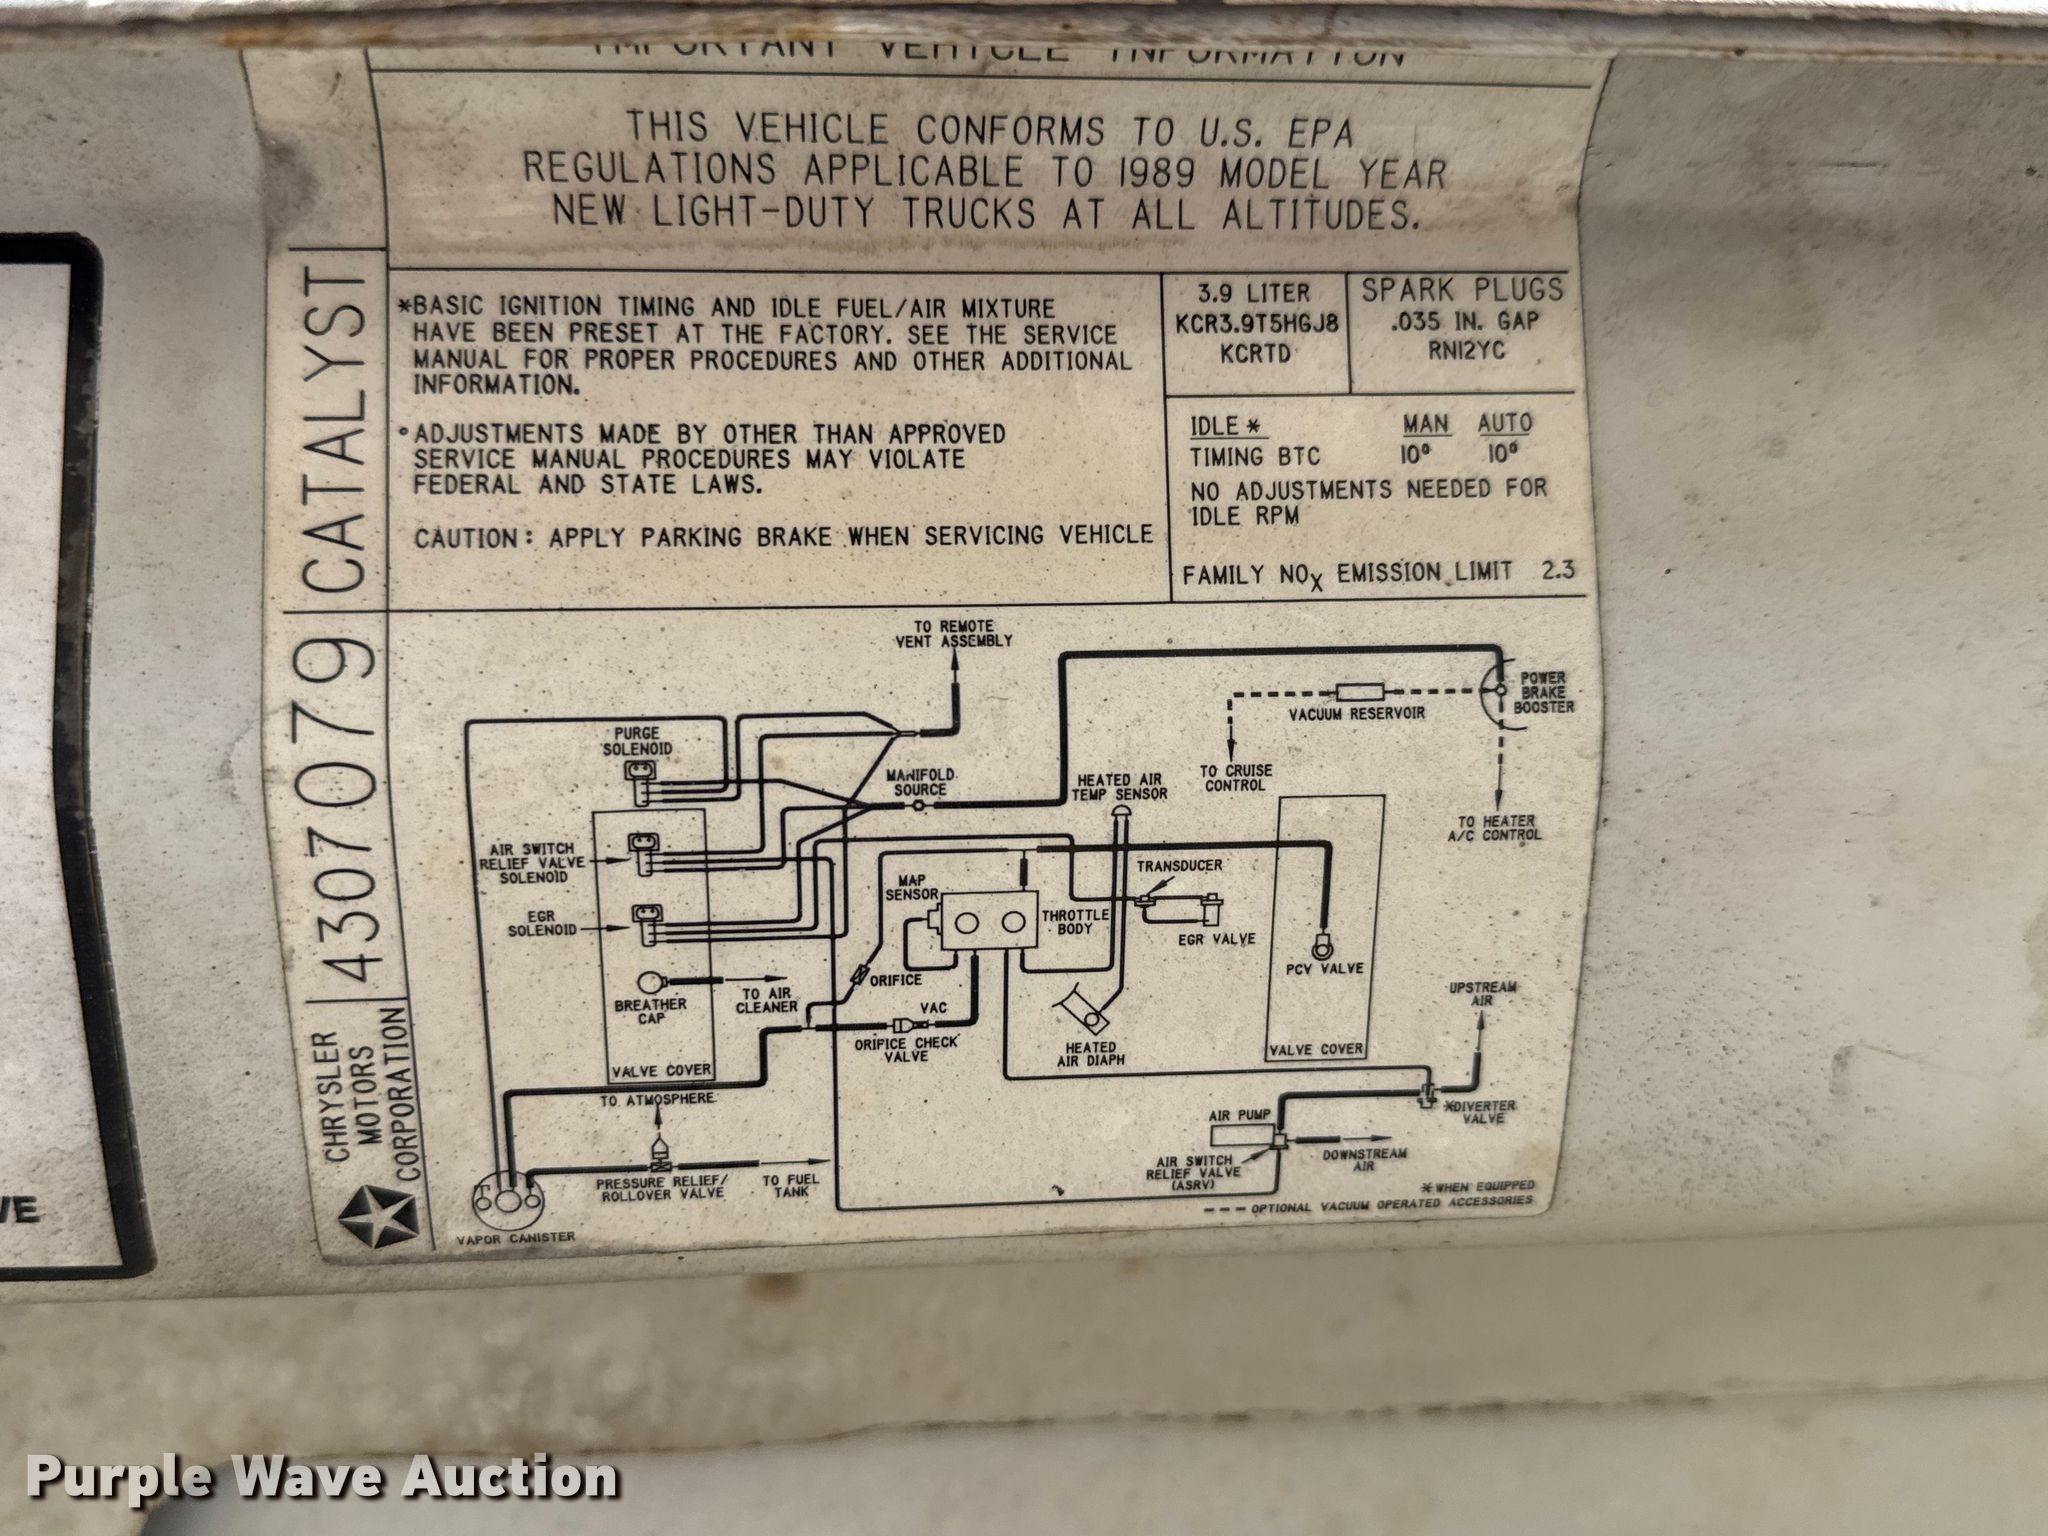 IMPORTANT VEHICLE INFORMATION
THIS VEHICLE CONFORMS TO U.S. EPA
REGULATIONS APPLICABLE TO 1989 MODEL YEAR
NEW LIGHT-DUTY TRUCKS AT ALL ALTITUDES.
*BASIC IGNITION TIMING AND IDLE FUEL/AIR MIXTURE
HAVE BEEN PRESET AT THE FACTORY. SEE THE SERVICE
MANUAL FOR PROPER PROCEDURES AND OTHER ADDITIONAL
INFORMATION.
•ADJUSTMENTS MADE BY OTHER THAN APPROVED
SERVICE MANUAL PROCEDURES MAY VIOLATE
FEDERAL AND STATE LAWS.
CAUTION: APPLY PARKING BRAKE WHEN SERVICING VEHICLE
3.9 LITER
KCR3.9T5HGJ8
KCRTD
SPARK PLUGS
.035 IN. GAP
RN12YC
IDLE* MAN AUTO
TIMING BTC 10° 10°
NO ADJUSTMENTS NEEDED FOR
IDLE RPM
FAMILY NOX EMISSION LIMIT 2.3
CATALYST
4307079
CHRYSLER
MOTORS
CORPORATION
TO REMOTE
VENT ASSEMBLY
PURGE
SOLENOID
MANIFOLD
SOURCE
HEATED AIR
TEMP SENSOR
VACUUM RESERVOIR
POWER
BRAKE
BOOSTER
TO CRUISE
CONTROL
TO HEATER
A/C CONTROL
AIR SWITCH
RELIEF VALVE
SOLENOID
MAP
SENSOR
TRANSDUCER
EGR
SOLENOID
THROTTLE
BODY
EGR VALVE
PCV VALVE
BREATHER
CAP
TO AIR
CLEANER
ORIFICE
VAC
ORIFICE CHECK
VALVE
HEATED
AIR DIAPH
UPSTREAM
AIR
VALVE COVER
VALVE COVER
TO ATMOSPHERE
AIR PUMP
*DIVERTER
VALVE
PRESSURE RELIEF/
ROLLOVER VALVE
TO FUEL
TANK
AIR SWITCH
RELIEF VALVE
(ASRV)
DOWNSTREAM
AIR
VAPOR CANISTER
*WHEN EQUIPPED
--- OPTIONAL VACUUM OPERATED ACCESSORIES
VE
Purple Wave Auction